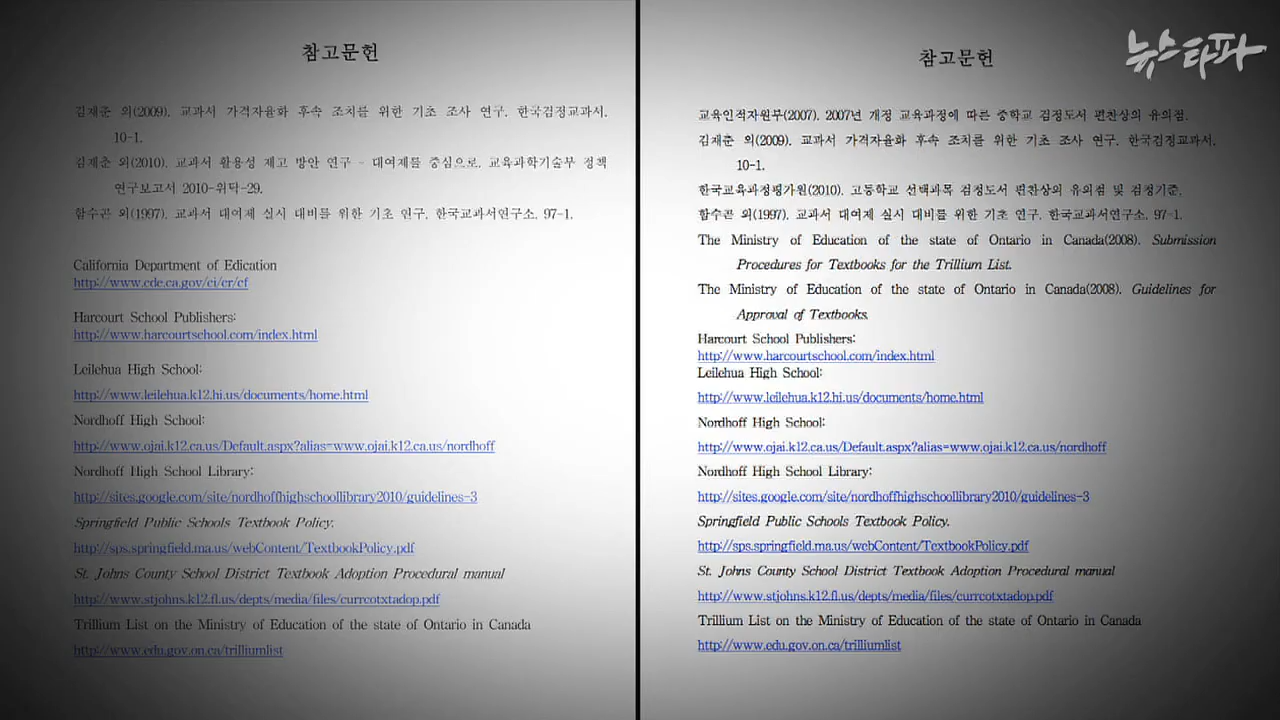 참고문헌
김재춘 외(2009). 교과서 가격자율화 후속 조치를 위한 기초 조사 연구. 한국검정교과서.
10-1.
김재춘 외(2010). 교과서 활용성 제고 방안 연구 - 대여제를 중심으로. 교육과학기술부 정책
연구보고서 2010-위탁-29.
함수곤 외(1997). 교과서 대여제 실시 대비를 위한 기초 연구. 한국교과서연구소. 97-1.
California Department of Edication
http://www.cde.ca.gov/ci/cr/cf
Harcourt School Publishers:
http://www.harcourtschool.com/index.html
Leilehua High School:
http://www.leilehua.k12.hi.us/documents/home.html
Nordhoff High School:
http://www.ojai.k12.ca.us/Default.aspx?alias=www.ojai.k12.ca.us/nordhoff
Nordhoff High School Library:
http://sites.google.com/site/nordhoffhighschoollibrary2010/guidelines-3
Springfield Public Schools Textbook Policy.
http://sps.springfield.ma.us/webContent/TextbookPolicy.pdf
St. Johns County School District Textbook Adoption Procedural manual
http://www.stjohns.k12.fl.us/depts/media/files/currcotxtadop.pdf
Trillium List on the Ministry of Education of the state of Ontario in Canada
http://www.edu.gov.on.ca/trilliumlist
뉴스타파
참고문헌
교육인적자원부(2007). 2007년 개정 교육과정에 따른 중학교 검정도서 편찬상의 유의점.
김재춘 외(2009). 교과서 가격자율화 후속 조치를 위한 기초 조사 연구. 한국검정교과서.
10-1.
한국교육과정평가원(2010). 고등학교 선택과목 검정도서 편찬상의 유의점 및 검정기준.
함수곤 외(1997). 교과서 대여제 실시 대비를 위한 기초 연구. 한국교과서연구소. 97-1.
The Ministry of Education of the state of Ontario in Canada(2008). Submission
Procedures for Textbooks for the Trillium List.
The Ministry of Education of the state of Ontario in Canada(2008). Guidelines for
Approval of Textbooks.
Harcourt School Publishers:
http://www.harcourtschool.com/index.html
Leilehua High School:
http://www.leilehua.k12.hi.us/documents/home.html
Nordhoff High School:
http://www.ojai.k12.ca.us/Default.aspx?alias=www.ojai.k12.ca.us/nordhoff
Nordhoff High School Library:
http://sites.google.com/site/nordhoffhighschoollibrary2010/guidelines-3
Springfield Public Schools Textbook Policy.
http://sps.springfield.ma.us/webContent/TextbookPolicy.pdf
St. Johns County School District Textbook Adoption Procedural manual
http://www.stjohns.k12.fl.us/depts/media/files/currcotxtadop.pdf
Trillium List on the Ministry of Education of the state of Ontario in Canada
http://www.edu.gov.on.ca/trilliumlist